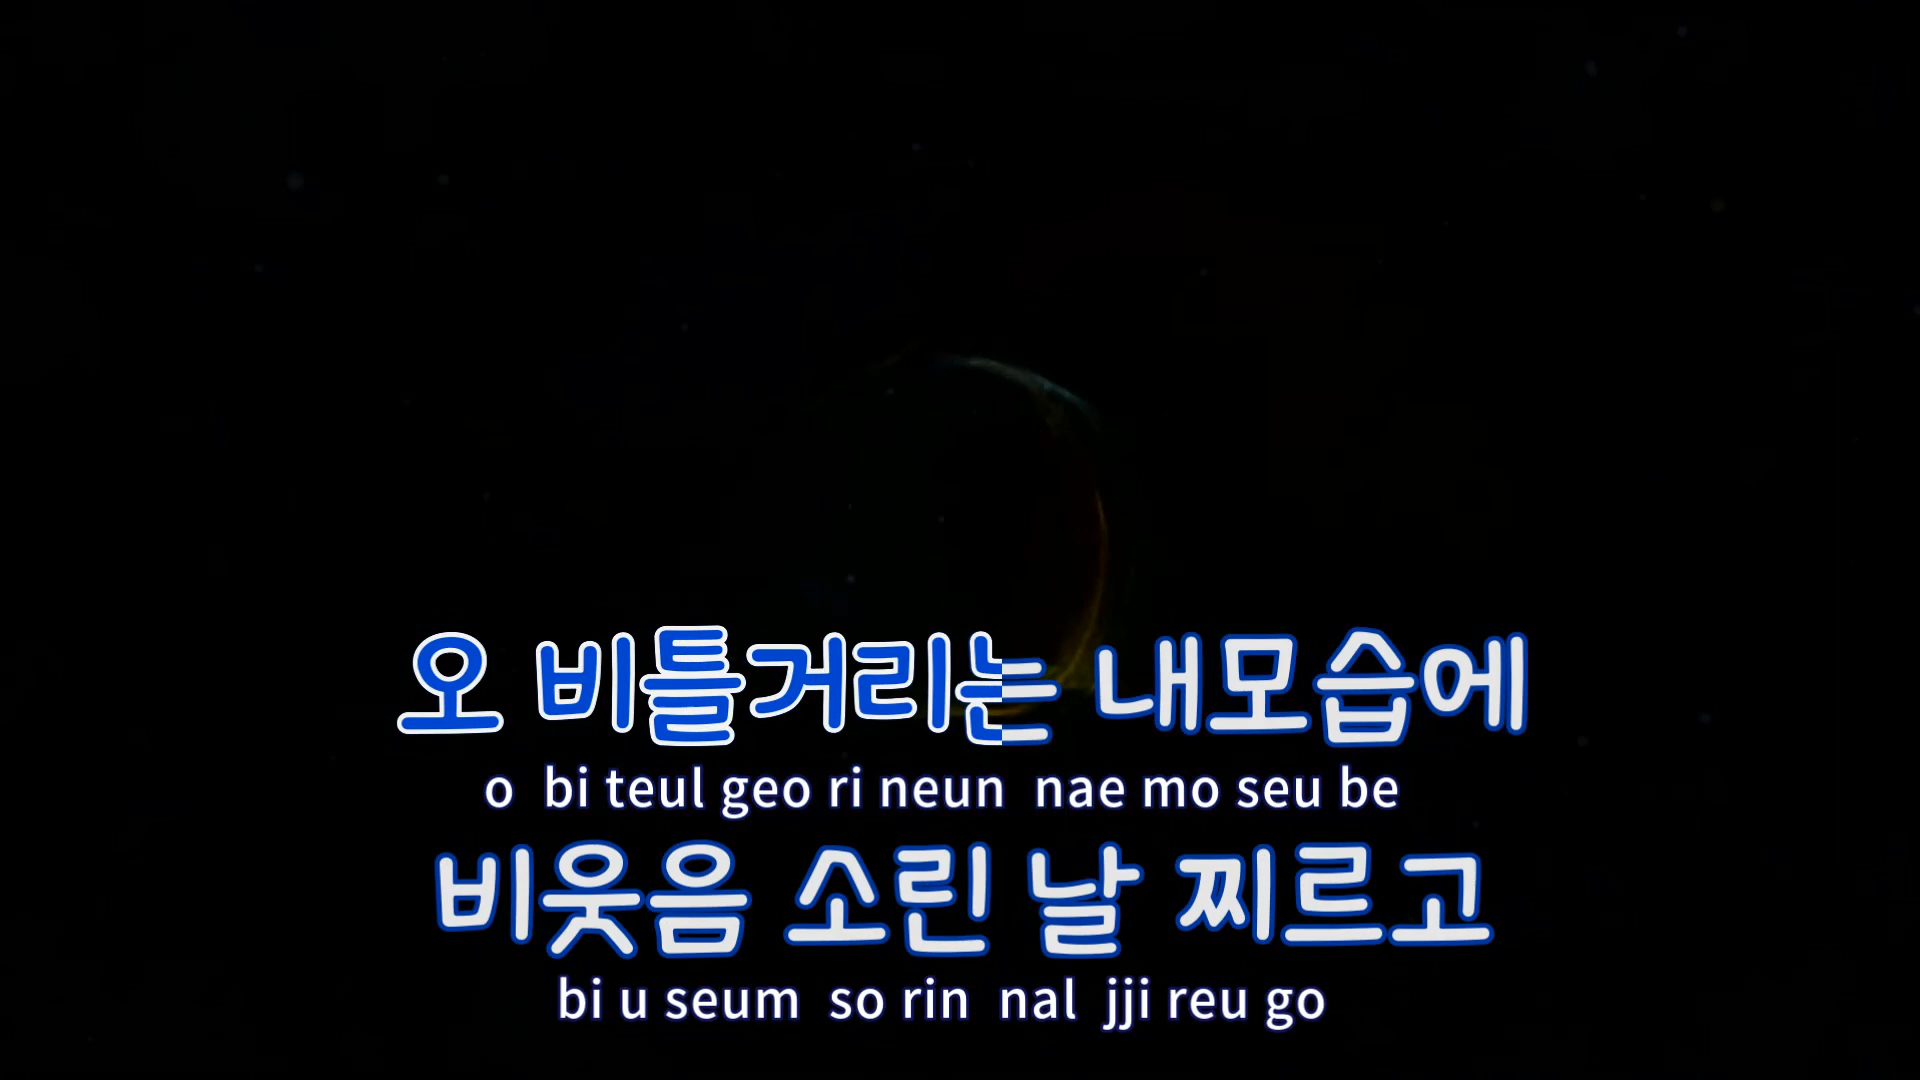 오 비틀거리는 내모습에
o bi teul geo ri neun nae mo seu be
비웃음 소린 날 찌르고
bi u seum so rin nal jji reu go